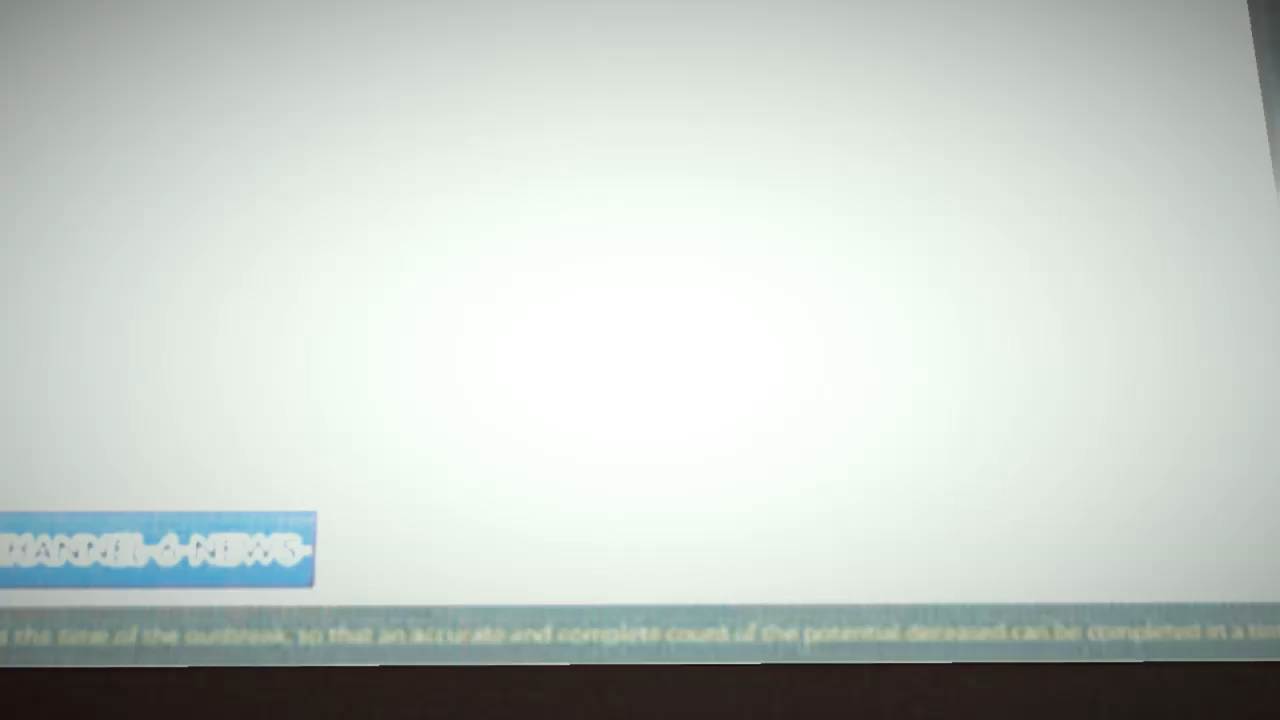 CHANNEL 6 NEWS
the time of the outbreak, so that an accurate and complete count of the potential deceased can be completed in a